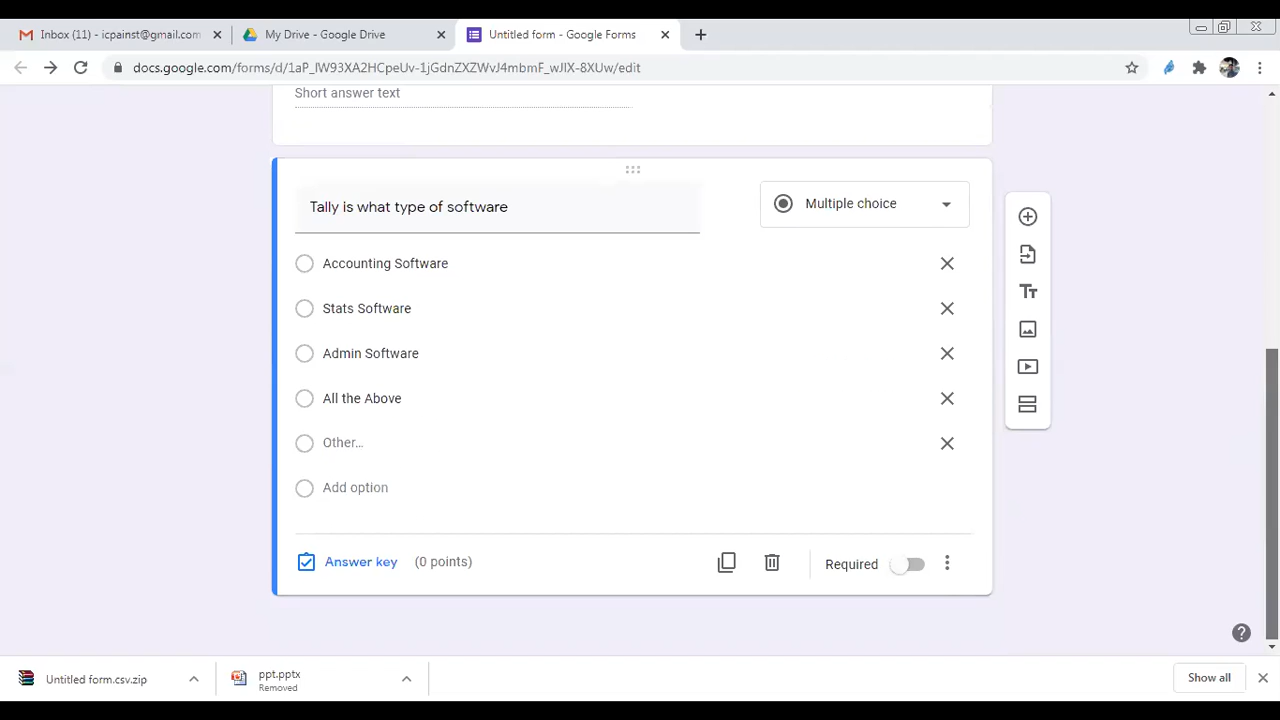 Inbox (11) - icpainst@gmail.com
My Drive - Google Drive
Untitled form - Google Forms
docs.google.com/forms/d/1aP_lW93XA2HCpeUv-1jGdnZXZWvJ4mbmF_wJlX-8XUw/edit
Short answer text
Tally is what type of software
Multiple choice
Accounting Software
Stats Software
Admin Software
All the Above
Other...
Add option
Answer key (0 points)
Required
Untitled form.csv.zip
ppt.pptx
Removed
Show all